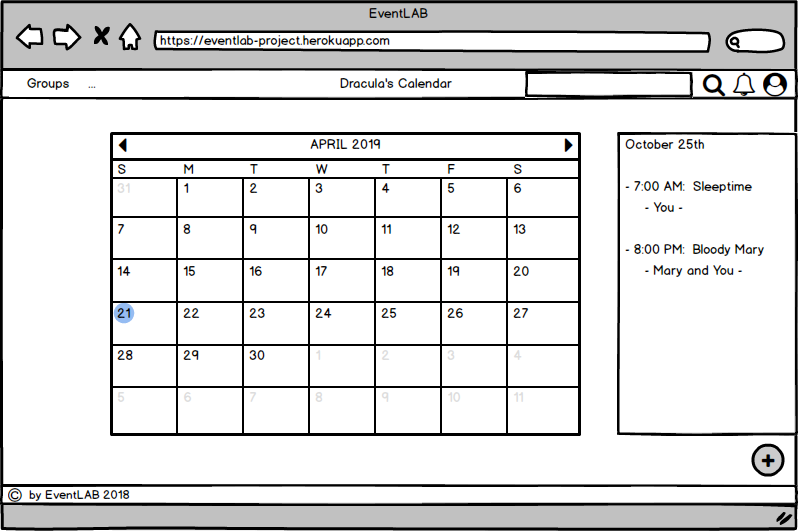 EventLAB
https://eventlab-project.herokuapp.com
Groups ... Dracula's Calendar
APRIL 2019
S M T W T F S
31 1 2 3 4 5 6
7 8 9 10 11 12 13
14 15 16 17 18 19 20
21 22 23 24 25 26 27
28 29 30 1 2 3 4
5 6 7 8 9 10 11
October 25th
- 7:00 AM: Sleeptime
- You -
- 8:00 PM: Bloody Mary
- Mary and You -
© by EventLAB 2018